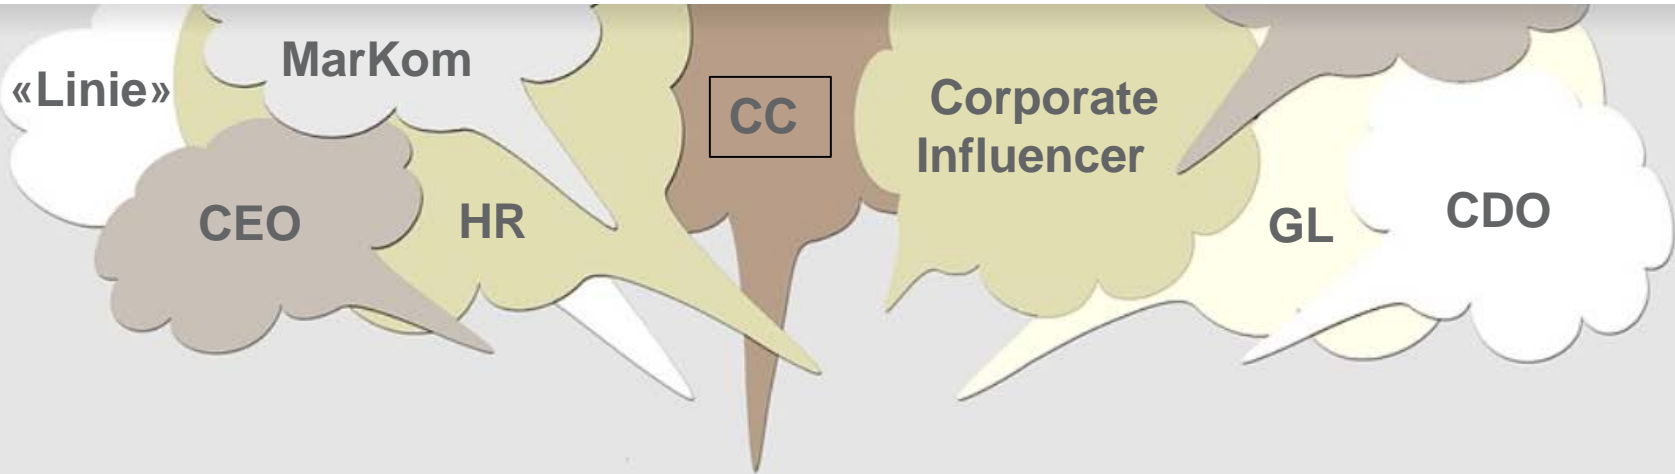 «Linie»
MarKom
CEO
HR
CC
Corporate
Influencer
GL
CDO